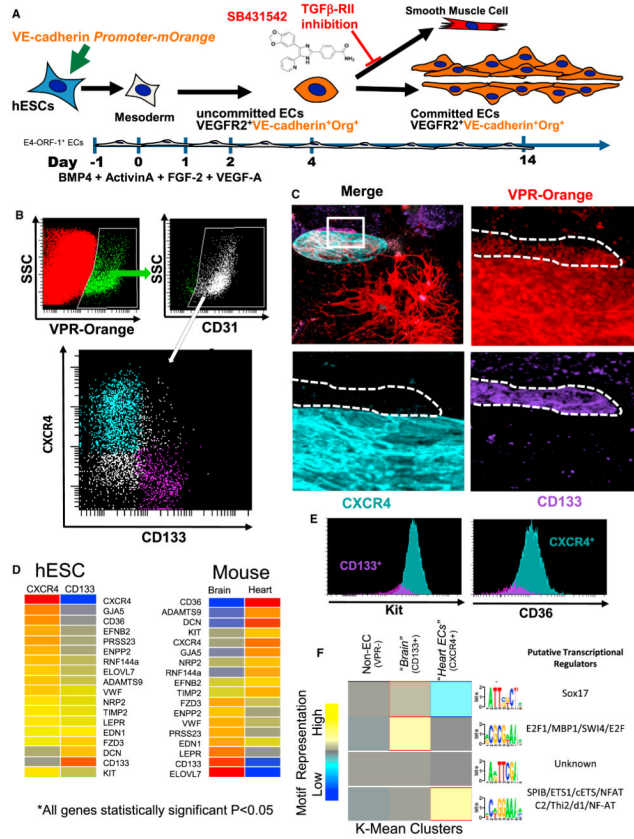 A
VE-cadherin Promoter-mOrange
SB431542
TGFβ-RII
inhibition
Smooth Muscle Cell
N
NH₂
hESCs
Mesoderm
uncommitted ECs
VEGFR2⁺VE-cadherin⁺Org⁺
Committed ECs
VEGFR2⁺VE-cadherin⁺Org⁺
E4-ORF-1⁺ ECs
Day -1 0 1 2 4 14
BMP4 + ActivinA + FGF-2 + VEGF-A
B
SSC
VPR-Orange
SSC
CD31
CXCR4
CD133
C
Merge
VPR-Orange
CXCR4
CD133
E
CD133⁺
Kit
CXCR4⁺
CD36
D
hESC
CXCR4 CD133
CXCR4
GJA5
CD36
EFNB2
PRSS23
ENPP2
RNF144a
ELOVL7
ADAMTS9
VWF
NRP2
TIMP2
LEPR
EDN1
FZD3
DCN
CD133
KIT
Mouse
Brain Heart
CD36
ADAMTS9
DCN
KIT
CXCR4
GJA5
NRP2
RNF144a
EFNB2
TIMP2
FZD3
ENPP2
VWF
PRSS23
EDN1
LEPR
CD133
ELOVL7
*All genes statistically significant P<0.05
F
Non-EC
(VPR-)
"Brain"
(CD133+)
"Heart ECs"
(CXCR4+)
Putative Transcriptional
Regulators
Motif Representation
Low High
Sox17
E2F1/MBP1/SWI4/E2F
Unknown
SPIB/ETS1/cETS/NFAT
C2/Thi2/d1/NF-AT
K-Mean Clusters